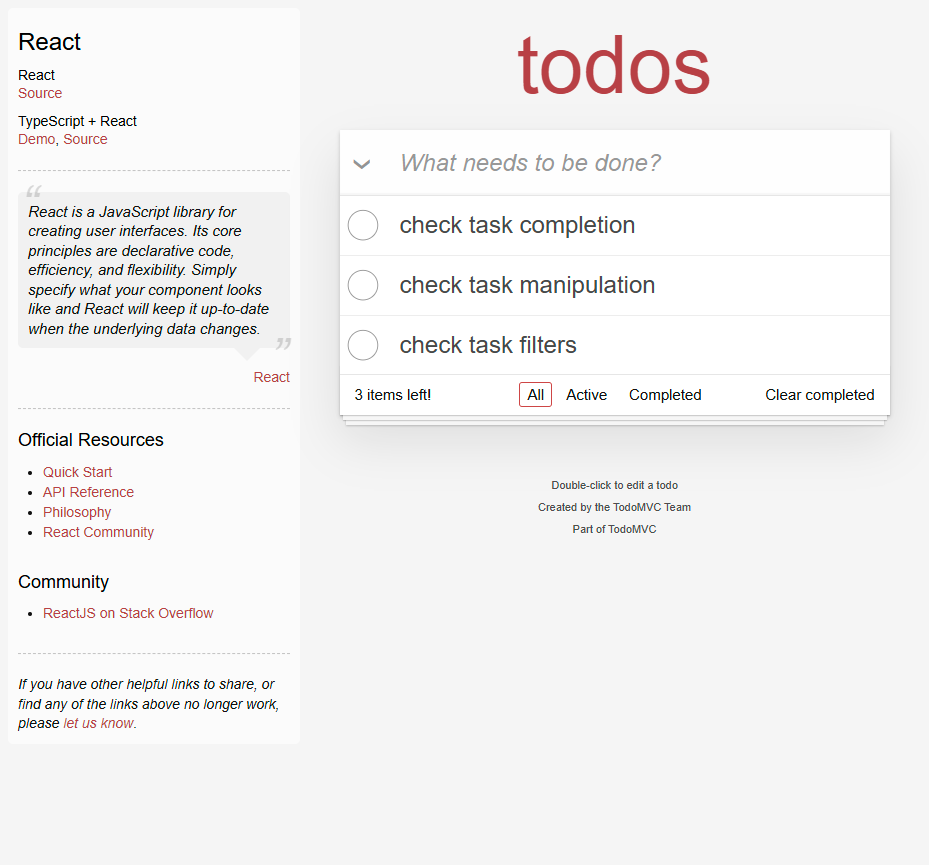 React
React
Source
TypeScript + React
Demo, Source
“
React is a JavaScript library for
creating user interfaces. Its core
principles are declarative code,
efficiency, and flexibility. Simply
specify what your component looks
like and React will keep it up-to-date
when the underlying data changes.
”
React
Official Resources
• Quick Start
• API Reference
• Philosophy
• React Community
Community
• ReactJS on Stack Overflow
If you have other helpful links to share, or
find any of the links above no longer work,
please let us know.
todos
What needs to be done?
check task completion
check task manipulation
check task filters
3 items left! All Active Completed Clear completed
Double-click to edit a todo
Created by the TodoMVC Team
Part of TodoMVC